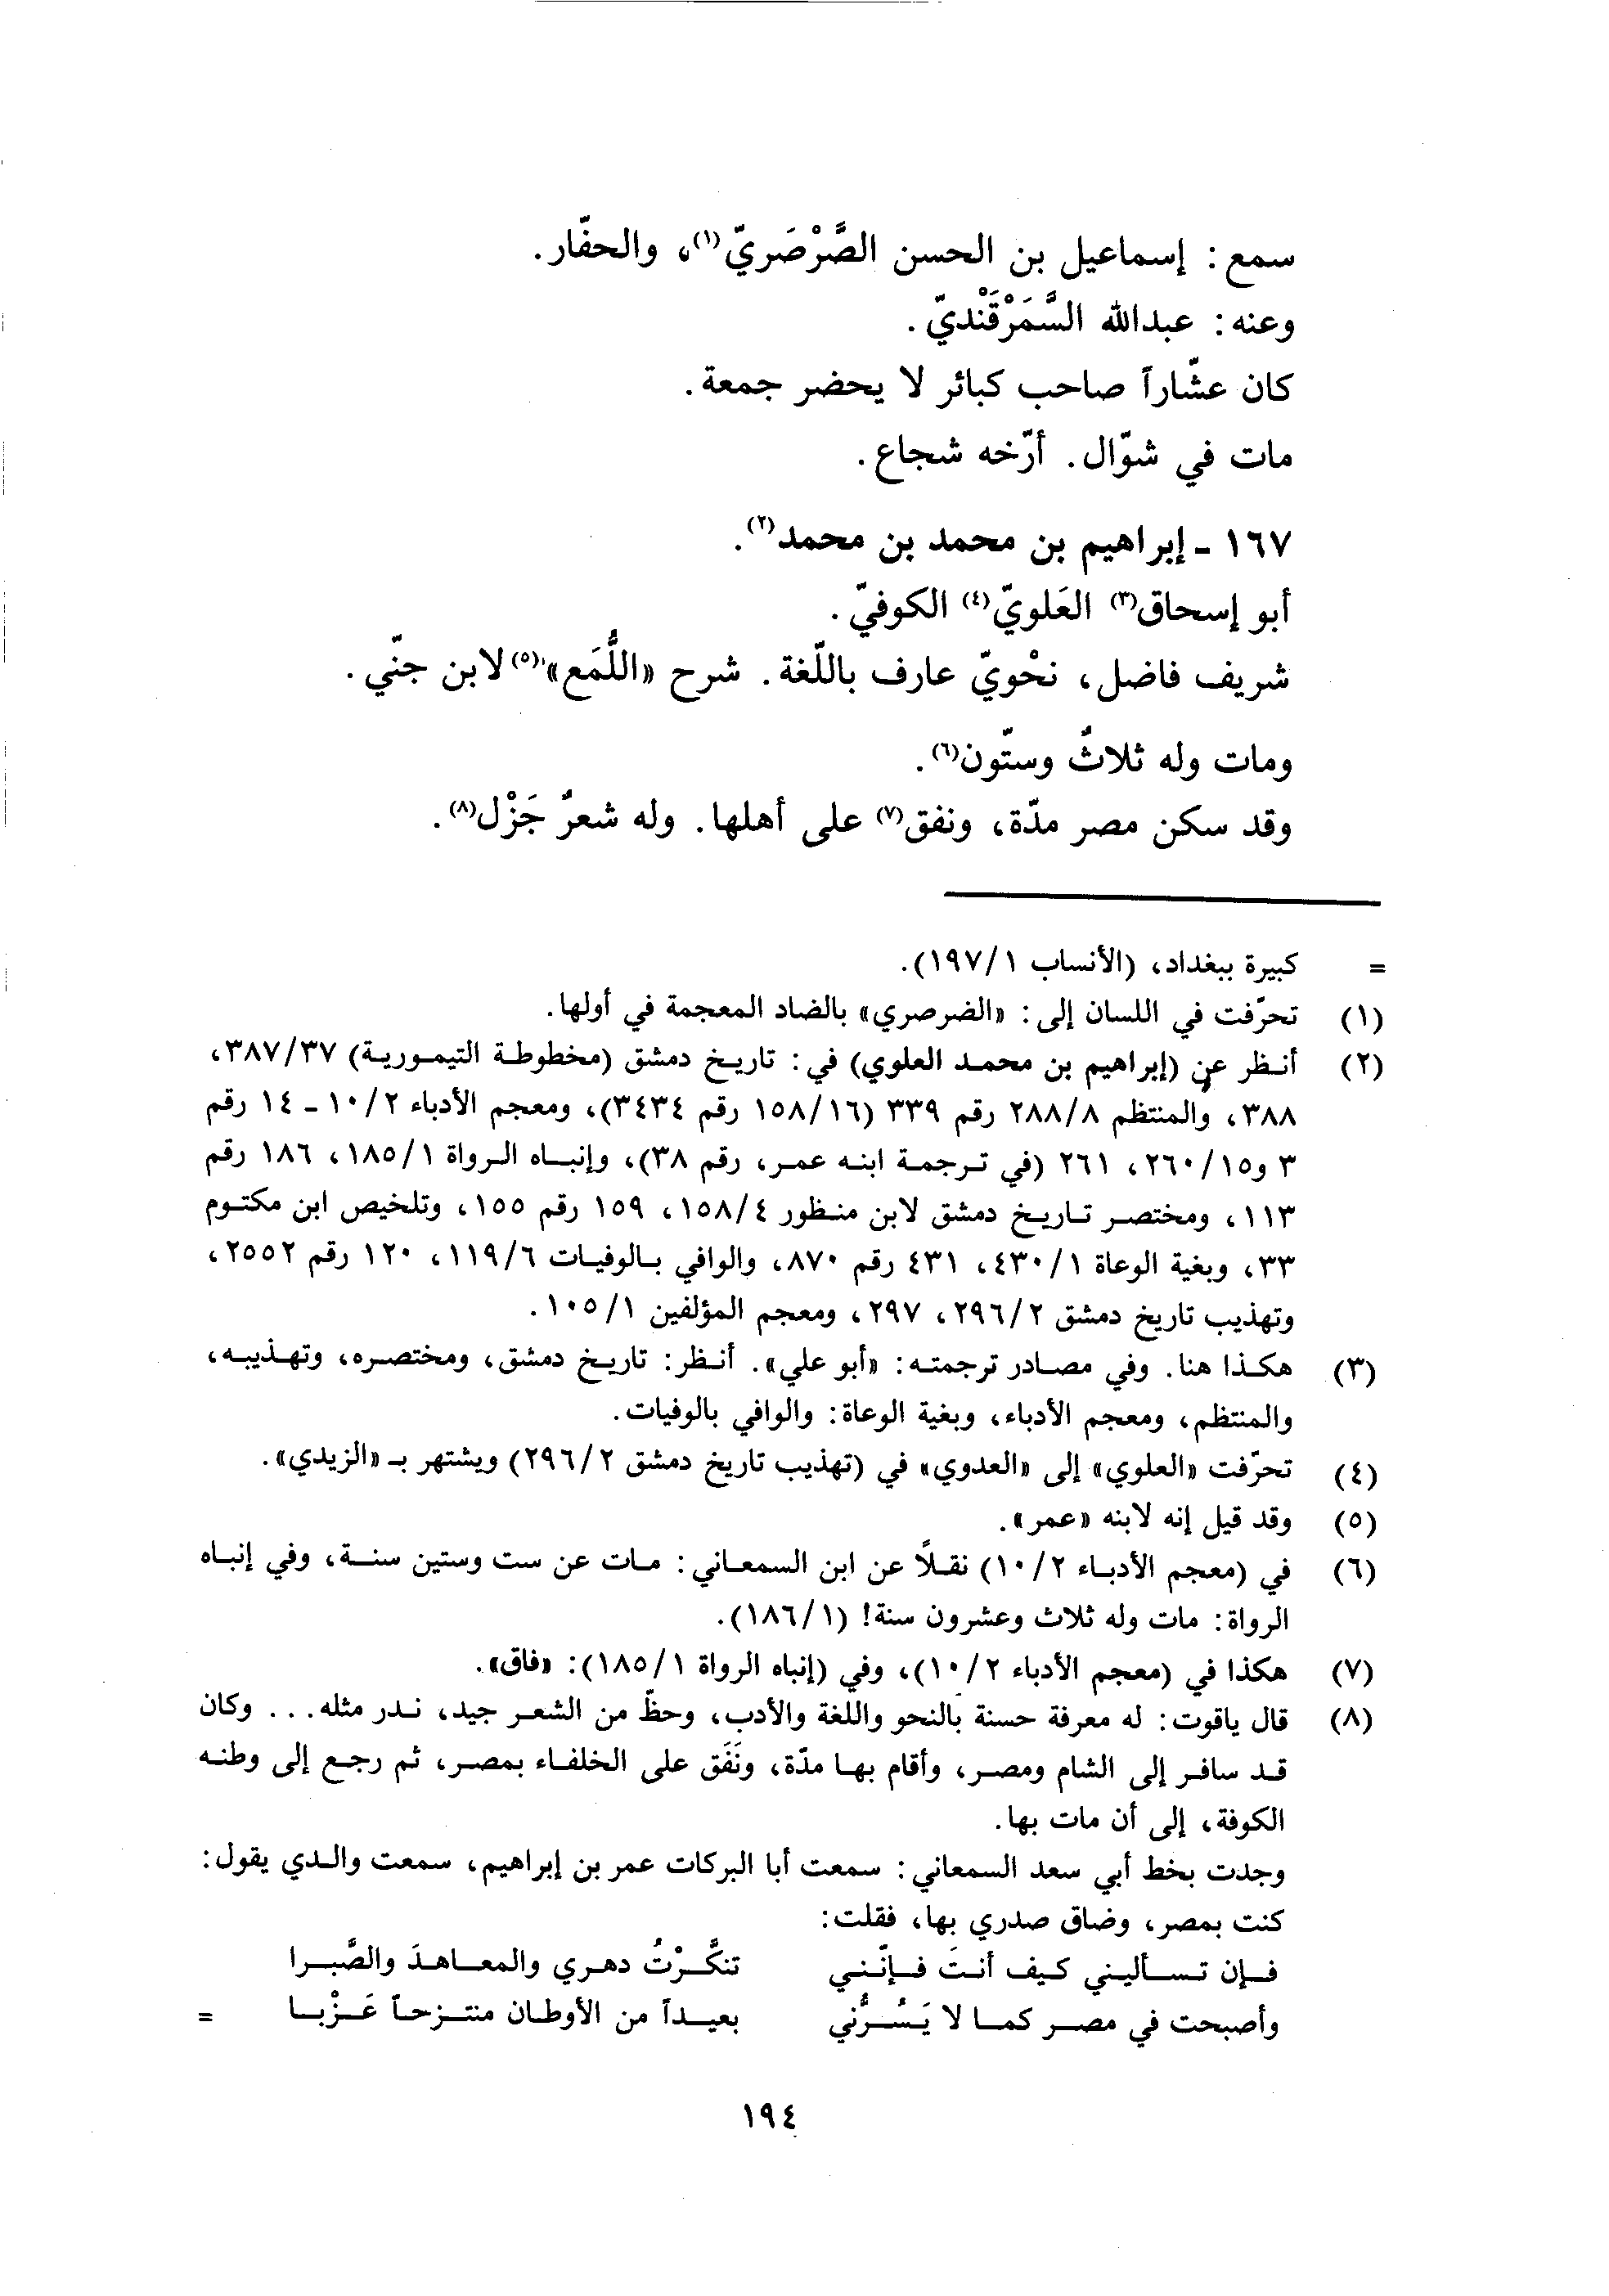 سمع: إسماعيل بن الحسن الصَّرْصَريّ(١)، والحفّار.
وعنه: عبدالله السَّمَرْقَنْديّ.
كان عشّاراً صاحب كبائر لا يحضر جمعة.
مات في شوّال. أرّخه شجاع.
١٦٧ - إبراهيم بن محمد بن محمد(٢).
أبو إسحاق(٣) العَلويّ(٤) الكوفيّ.
شريف فاضل، نحْويّ عارف باللّغة. شرح «اللُّمَع»(٥) لابن جنّي.
ومات وله ثلاثٌ وستّون(٦).
وقد سكن مصر مدّة، ونفق(٧) على أهلها. وله شعرٌ جَزْل(٨).
= كبيرة ببغداد، (الأنساب ١/ ١٩٧).
(١) تحرّفت في اللسان إلى: «الضرصري» بالضاد المعجمة في أولها.
(٢) أنظر عن (إبراهيم بن محمد العلوي) في: تاريخ دمشق (مخطوطة التيمورية) ٣٧/ ٣٨٧،
٣٨٨، والمنتظم ٨/ ٢٨٨ رقم ٣٣٩ (١٦/ ١٥٨ رقم ٣٤٣٤)، ومعجم الأدباء ٢/ ١٠ - ١٤ رقم
٣ و١٥/ ٢٦٠، ٢٦١ (في ترجمة ابنه عمر، رقم ٣٨)، وإنباه الرواة ١/ ١٨٥، ١٨٦ رقم
١١٣، ومختصر تاريخ دمشق لابن منظور ٤/ ١٥٨، ١٥٩ رقم ١٥٥، وتلخيص ابن مكتوم
٣٣، وبغية الوعاة ١/ ٤٣٠، ٤٣١ رقم ٨٧٠، والوافي بالوفيات ٦/ ١١٩، ١٢٠ رقم ٢٥٥٢،
وتهذيب تاريخ دمشق ٢/ ٢٩٦، ٢٩٧، ومعجم المؤلفين ١/ ١٠٥.
(٣) هكذا هنا. وفي مصادر ترجمته: «أبو علي». أنظر: تاريخ دمشق، ومختصره، وتهذيبه،
والمنتظم، ومعجم الأدباء، وبغية الوعاة: والوافي بالوفيات.
(٤) تحرّفت «العلوي» إلى «العدوي» في (تهذيب تاريخ دمشق ٢/ ٢٩٦) ويشتهر بـ «الزيدي».
(٥) وقد قيل إنه لابنه «عمر».
(٦) في (معجم الأدباء ٢/ ١٠) نقلاً عن ابن السمعاني: مات عن ست وستين سنة، وفي إنباه
الرواة: مات وله ثلاث وعشرون سنة! (١/ ١٨٦).
(٧) هكذا في (معجم الأدباء ٢/ ١٠)، وفي (إنباه الرواة ١/ ١٨٥): «فاق».
(٨) قال ياقوت: له معرفة حسنة بالنحو واللغة والأدب، وحظّ من الشعر جيد، ندر مثله... وكان
قد سافر إلى الشام ومصر، وأقام بها مدّة، ونَفَق على الخلفاء بمصر، ثم رجع إلى وطنه
الكوفة، إلى أن مات بها.
وجدت بخط أبي سعد السمعاني: سمعت أبا البركات عمر بن إبراهيم، سمعت والدي يقول:
كنت بمصر، وضاق صدري بها، فقلت:
فإن تسأليني كيف أنتَ فإنّني تنكَّرْتُ دهري والمعاهدَ والصَّبرا
وأصبحت في مصر كما لا يَسُرُّني بعيداً من الأوطان منتزحاً عَزْبا =
١٩٤